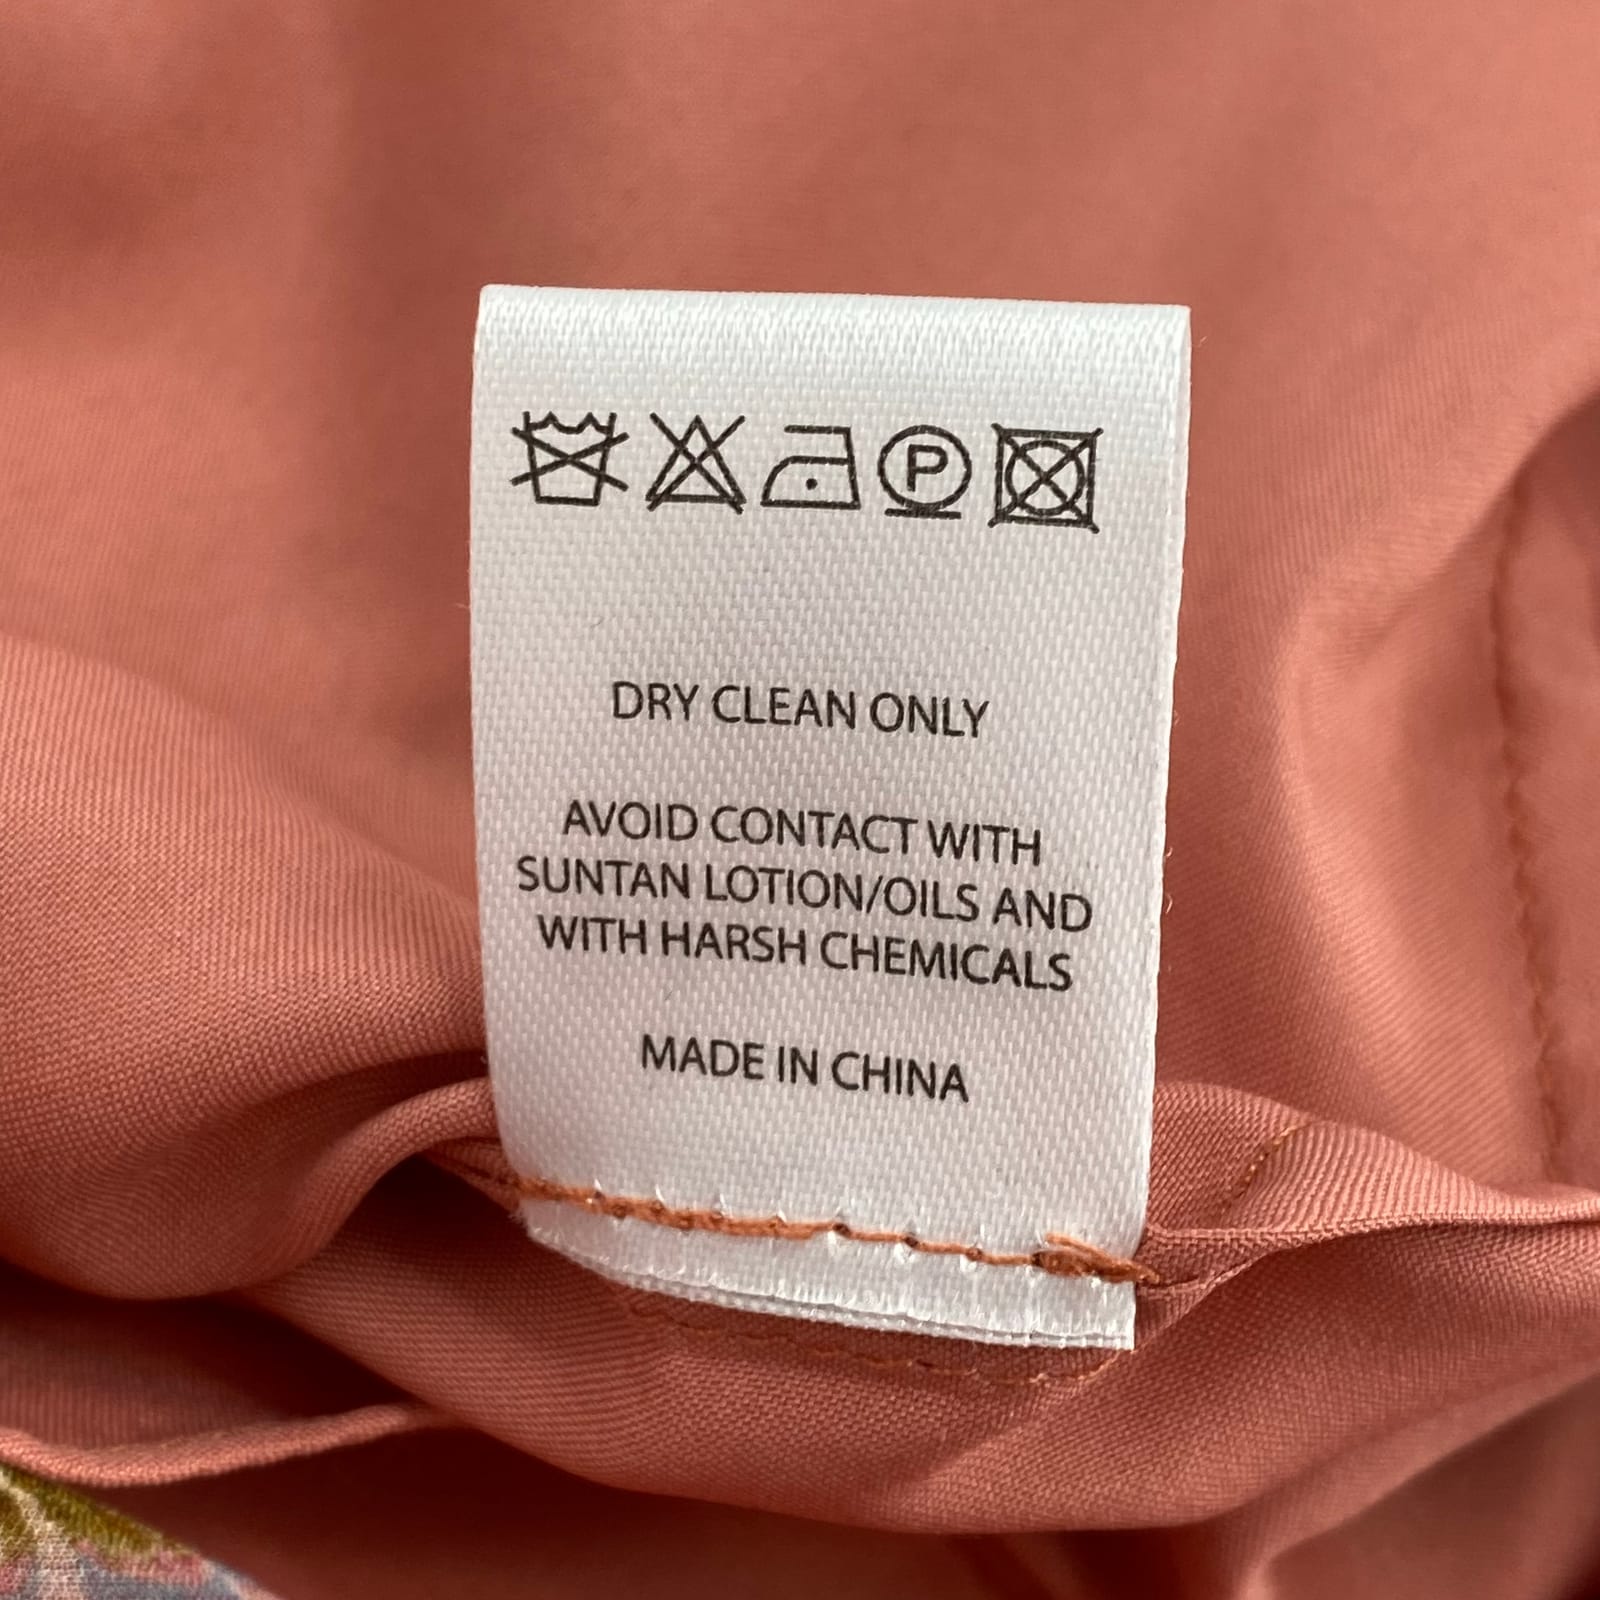 P
DRY CLEAN ONLY
AVOID CONTACT WITH
SUNTAN LOTION/OILS AND
WITH HARSH CHEMICALS
MADE IN CHINA